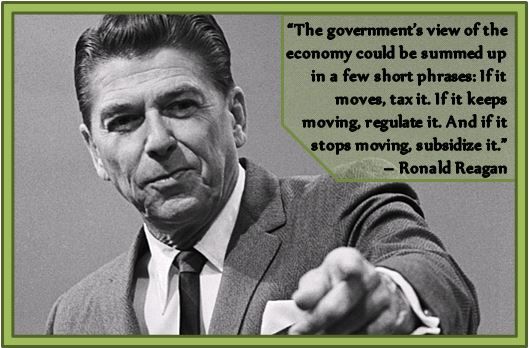 “The government’s view of the
economy could be summed up
in a few short phrases: If it
moves, tax it. If it keeps
moving, regulate it. And if it
stops moving, subsidize it.”
– Ronald Reagan